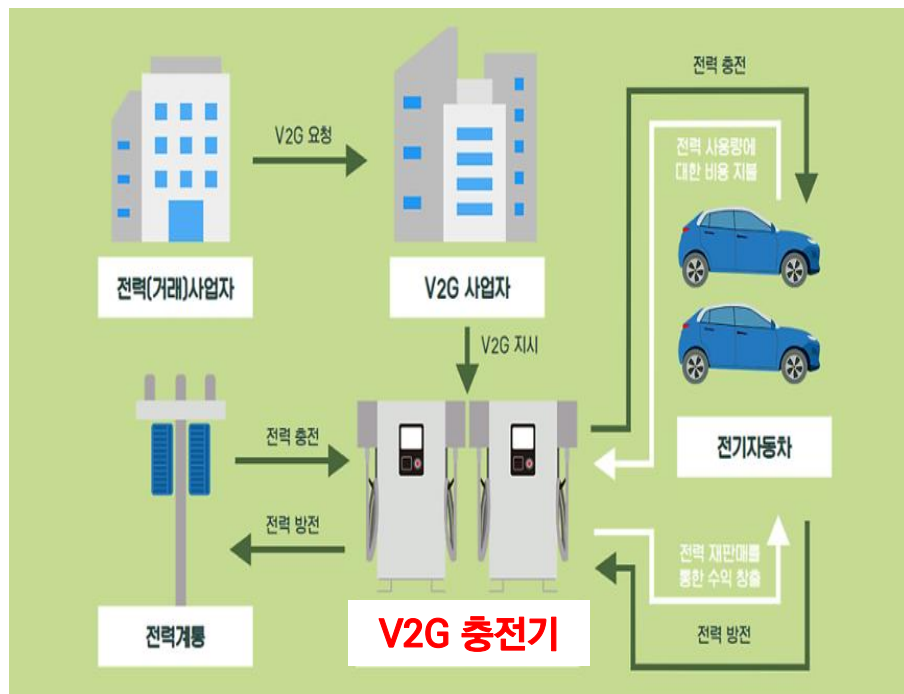 전력 충전
V2G 요청
전력 사용량에
대한 비용 지불
전력(거래)사업자
V2G 사업자
V2G 지시
전력 충전
전기자동차
전력 방전
전력 재판매를
통한 수익 창출
전력계통
V2G 충전기
전력 방전